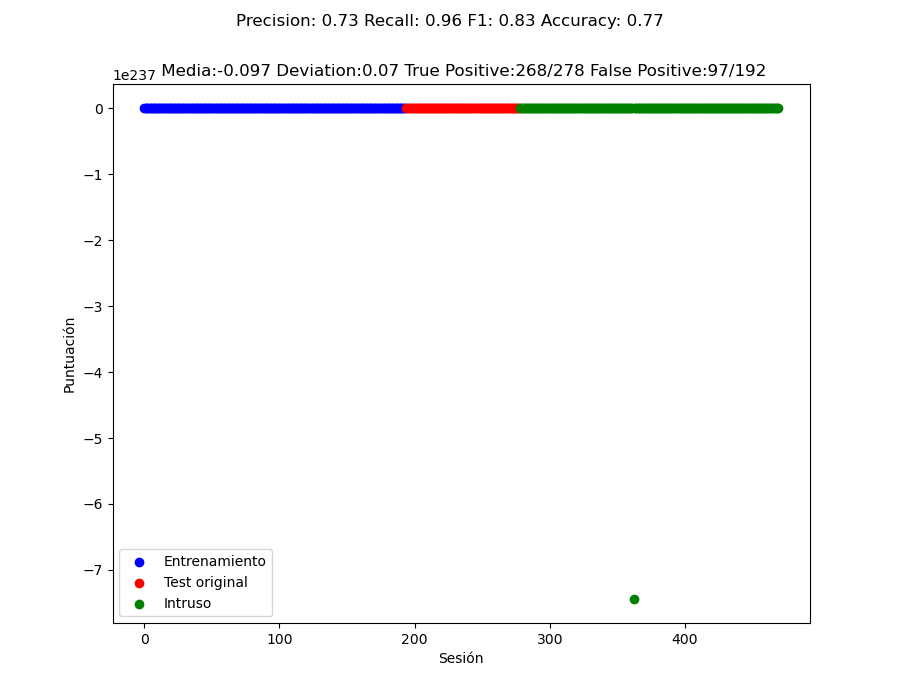 Precision: 0.73 Recall: 0.96 F1: 0.83 Accuracy: 0.77
1e237 Media:-0.097 Deviation:0.07 True Positive:268/278 False Positive:97/192
0
−1
−2
−3
−4
−5
−6
−7
Puntuación
Entrenamiento
Test original
Intruso
0 100 200 300 400
Sesión